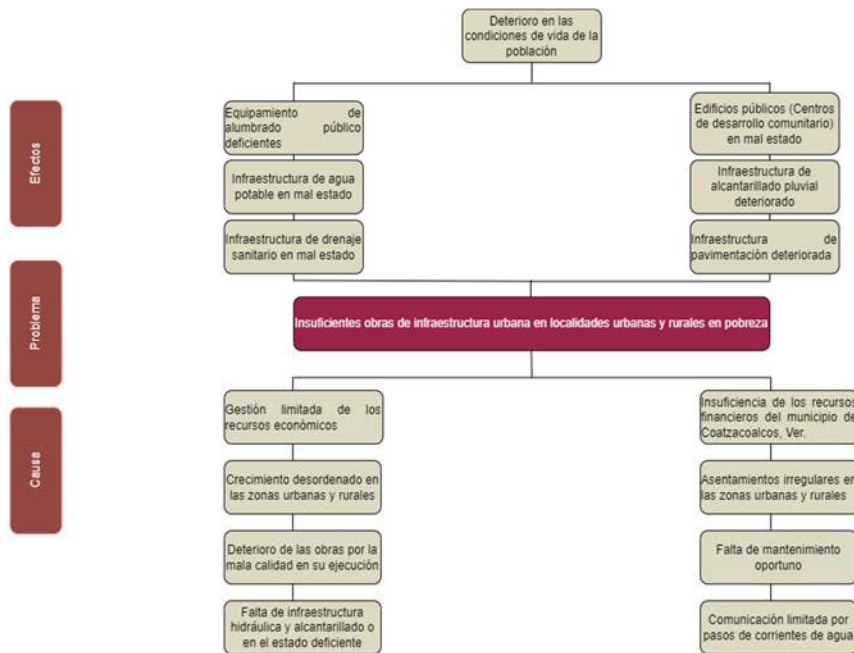 Deterioro en las
condiciones de vida de la
población
Efectos
Equipamiento de
alumbrado público
deficientes
Edificios públicos (Centros
de desarrollo comunitario)
en mal estado
Infraestructura de agua
potable en mal estado
Infraestructura de
alcantarillado pluvial
deteriorado
Infraestructura de drenaje
sanitario en mal estado
Infraestructura de
pavimentación deteriorada
Problema
Insuficientes obras de infraestructura urbana en localidades urbanas y rurales en pobreza
Causa
Gestión limitada de los
recursos económicos
Insuficiencia de los recursos
financieros del municipio de
Coatzacoalcos, Ver.
Crecimiento desordenado en
las zonas urbanas y rurales
Asentamientos irregulares en
las zonas urbanas y rurales
Deterioro de las obras por la
mala calidad en su ejecución
Falta de mantenimiento
oportuno
Falta de infraestructura
hidráulica y alcantarillado o
en el estado deficiente
Comunicación limitada por
pasos de corrientes de agua